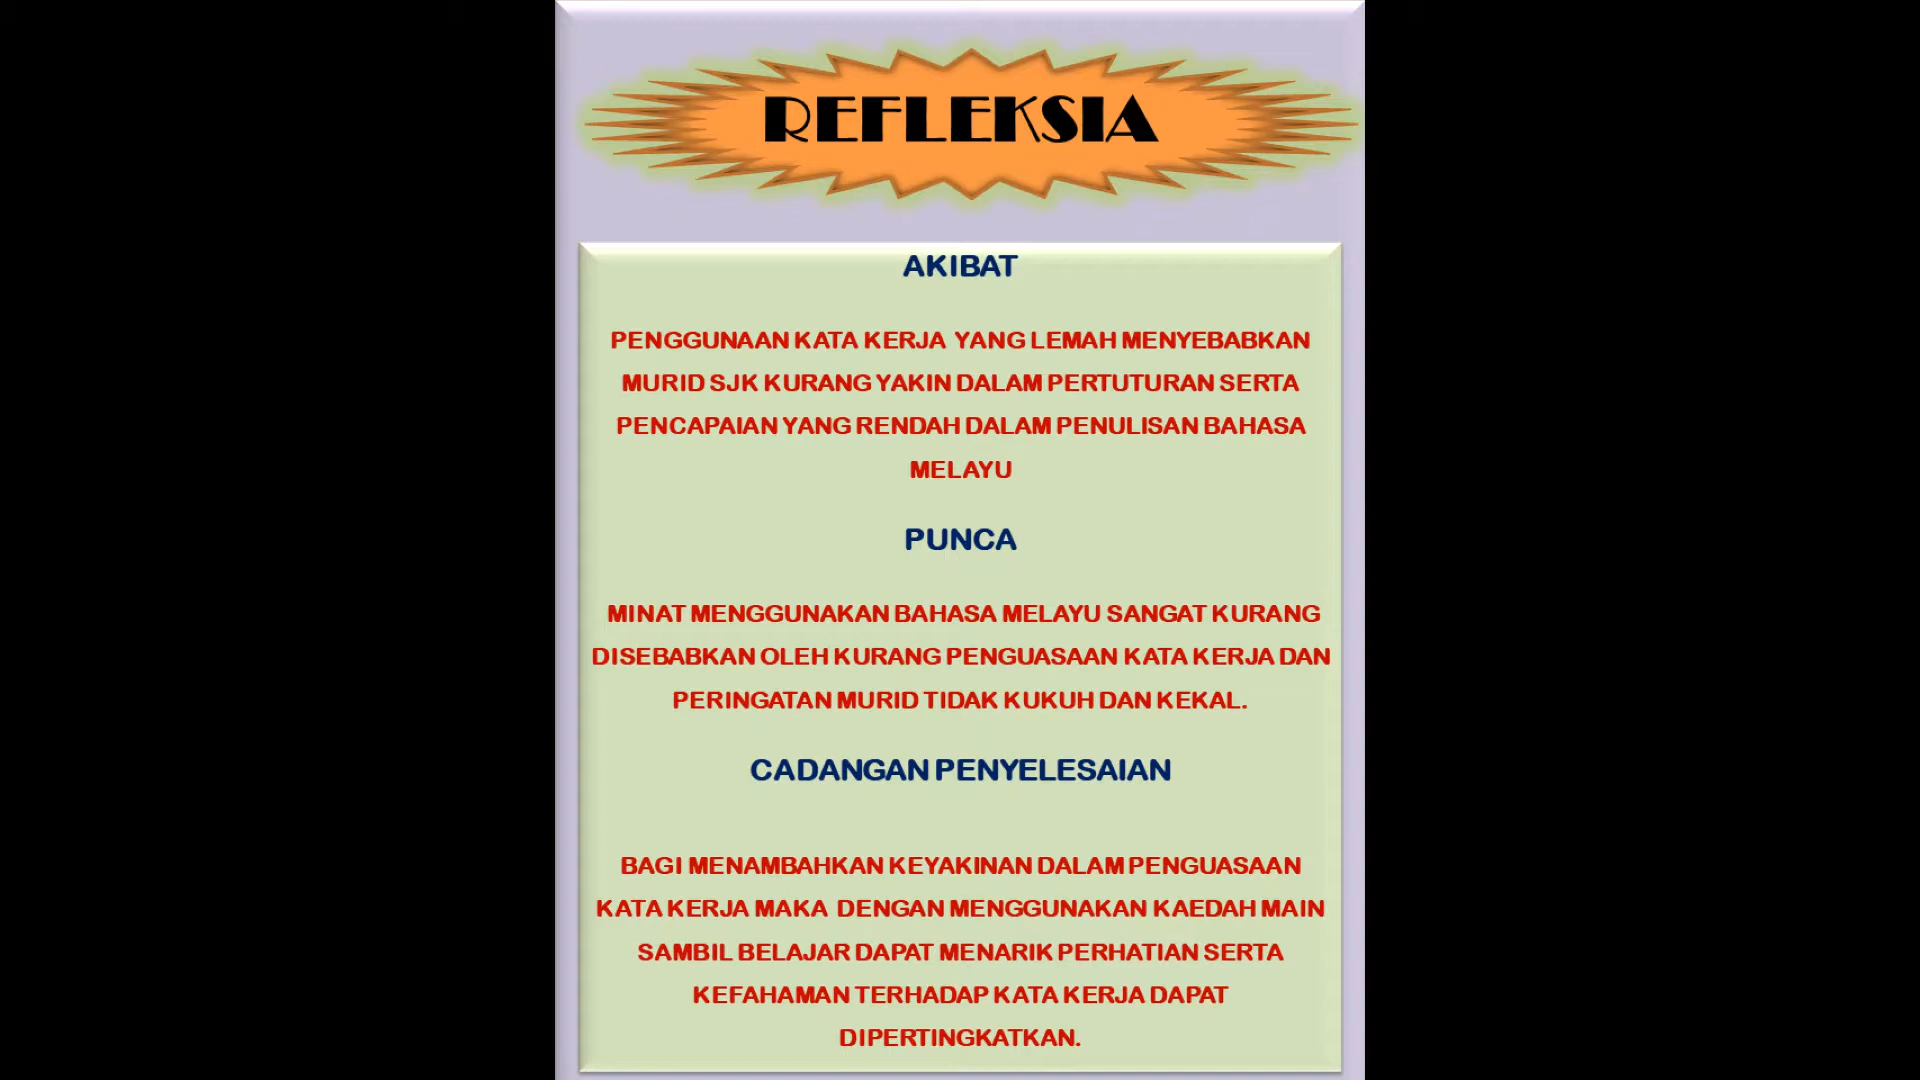 REFLEKSIA
AKIBAT
PENGGUNAAN KATA KERJA YANG LEMAH MENYEBABKAN
MURID SJK KURANG YAKIN DALAM PERTUTURAN SERTA
PENCAPAIAN YANG RENDAH DALAM PENULISAN BAHASA
MELAYU
PUNCA
MINAT MENGGUNAKAN BAHASA MELAYU SANGAT KURANG
DISEBABKAN OLEH KURANG PENGUASAAN KATA KERJA DAN
PERINGATAN MURID TIDAK KUKUH DAN KEKAL.
CADANGAN PENYELESAIAN
BAGI MENAMBAHKAN KEYAKINAN DALAM PENGUASAAN
KATA KERJA MAKA DENGAN MENGGUNAKAN KAEDAH MAIN
SAMBIL BELAJAR DAPAT MENARIK PERHATIAN SERTA
KEFAHAMAN TERHADAP KATA KERJA DAPAT
DIPERTINGKATKAN.